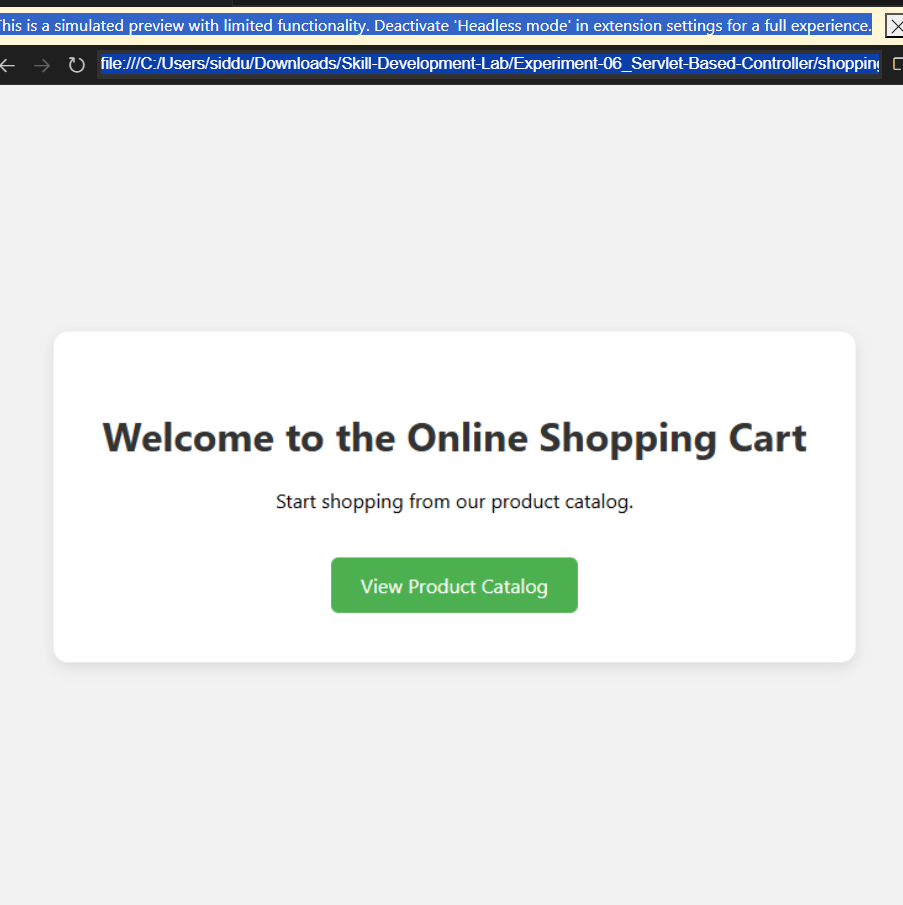 This is a simulated preview with limited functionality. Deactivate 'Headless mode' in extension settings for a full experience.
file:///C:/Users/siddu/Downloads/Skill-Development-Lab/Experiment-06_Servlet-Based-Controller/shopping
Welcome to the Online Shopping Cart
Start shopping from our product catalog.
View Product Catalog